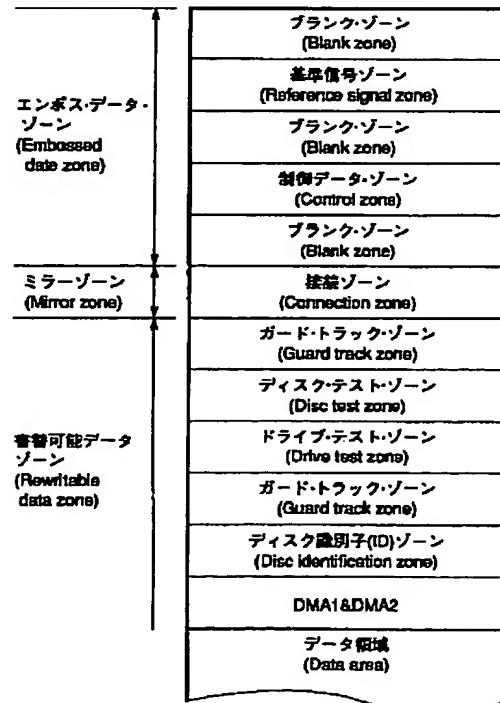 エンボス・データ・
ゾーン
(Embossed
date zone)
ミラーゾーン
(Mirror zone)
書替可能データ
ゾーン
(Rewritable
data zone)
ブランク・ゾーン
(Blank zone)
基準信号ゾーン
(Reference signal zone)
ブランク・ゾーン
(Blank zone)
制御データ・ゾーン
(Control zone)
ブランク・ゾーン
(Blank zone)
接続ゾーン
(Connection zone)
ガード・トラック・ゾーン
(Guard track zone)
ディスク・テスト・ゾーン
(Disc test zone)
ドライブ・テスト・ゾーン
(Drive test zone)
ガード・トラック・ゾーン
(Guard track zone)
ディスク識別子(ID)ゾーン
(Disc identification zone)
DMA1&DMA2
データ領域
(Data area)